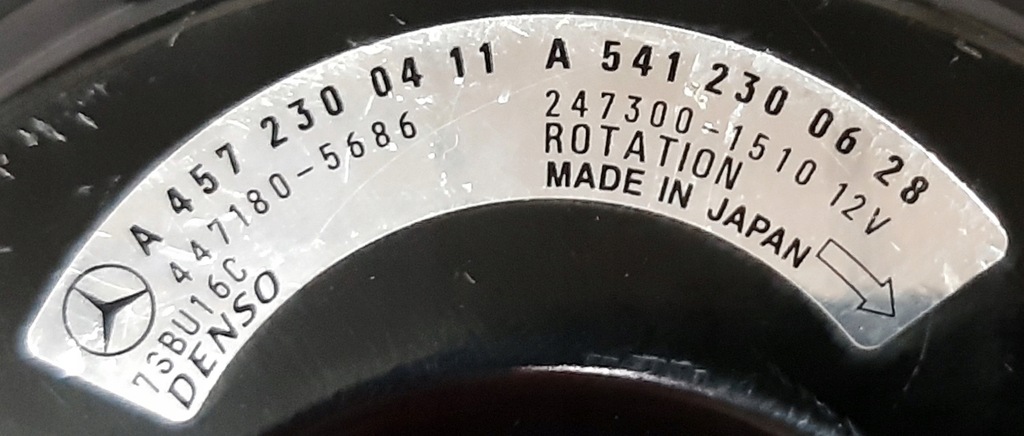 A 457 230 04 11
447180-5686
7SBU16C
DENSO
A 541 230 06 28
247300-1510 12V
ROTATION
MADE IN JAPAN